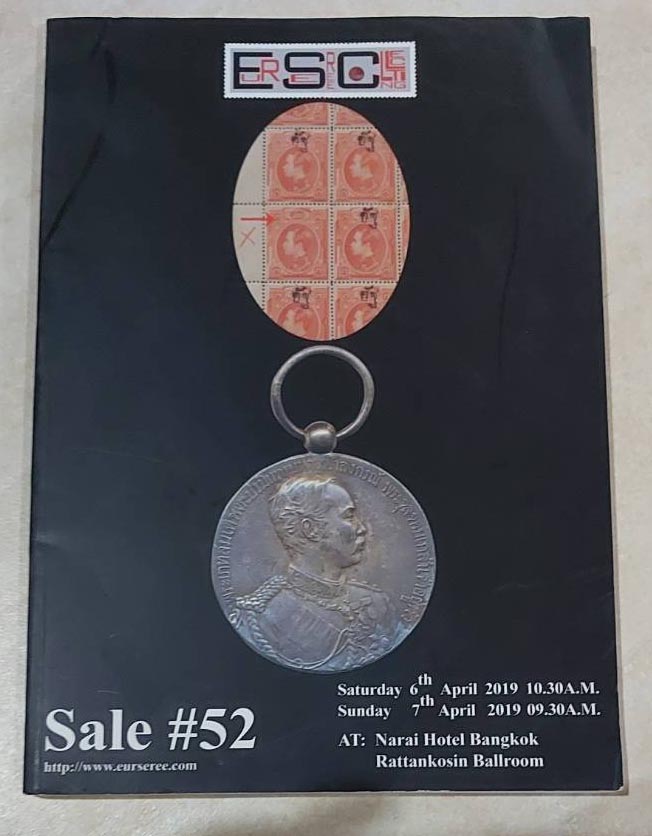 EURSEREE COLLECTING
Saturday 6th April 2019 10.30A.M.
Sunday 7th April 2019 09.30A.M.
Sale #52
AT: Narai Hotel Bangkok
http://www.eurseree.com
Rattankosin Ballroom